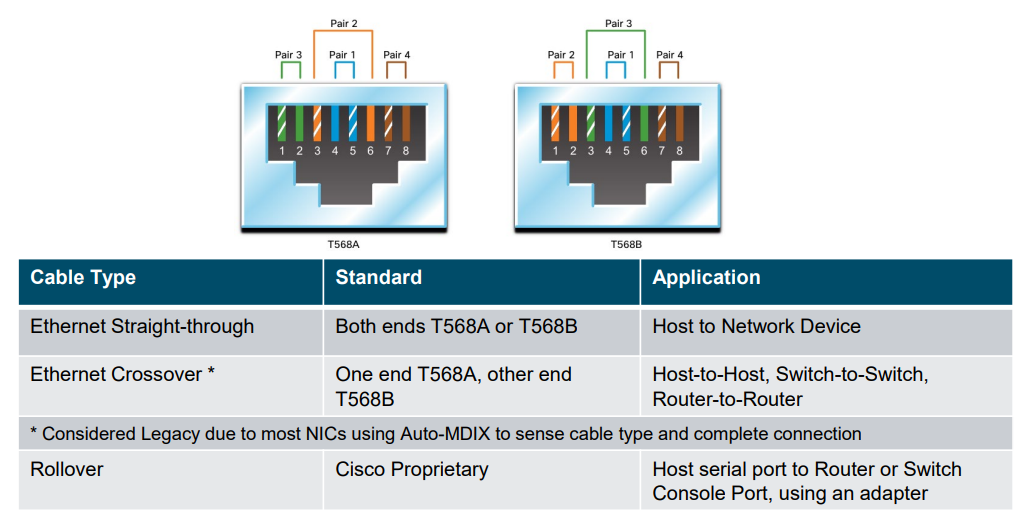 Pair 2
Pair 3 Pair 1 Pair 4
1 2 3 4 5 6 7 8
T568A
Pair 3
Pair 2 Pair 1 Pair 4
1 2 3 4 5 6 7 8
T568B
Cable Type Standard Application
Ethernet Straight-through Both ends T568A or T568B Host to Network Device
Ethernet Crossover * One end T568A, other end
T568B
Host-to-Host, Switch-to-Switch,
Router-to-Router
* Considered Legacy due to most NICs using Auto-MDIX to sense cable type and complete connection
Rollover Cisco Proprietary Host serial port to Router or Switch
Console Port, using an adapter